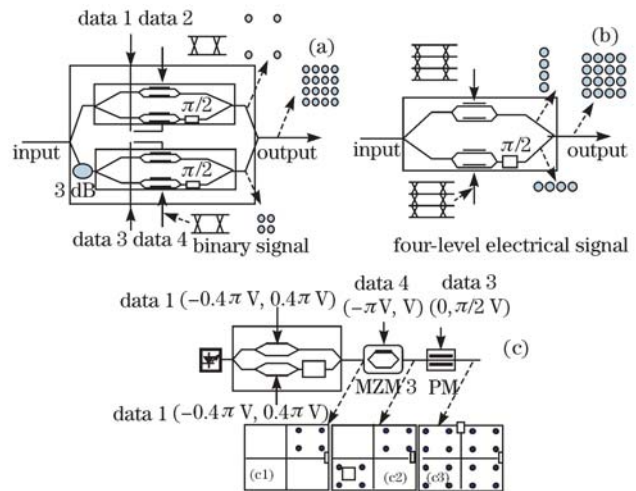 data 1 data 2
(a)
π/2
input
output
3 dB
π/2
data 3 data 4
binary signal
(b)
π/2
input
output
four-level electrical signal
data 1 (−0.4π V, 0.4π V)
data 4
(−π V, V)
data 3
(0, π/2 V)
(c)
MZM 3
PM
data 1 (−0.4π V, 0.4π V)
(c1)
(c2)
(c3)